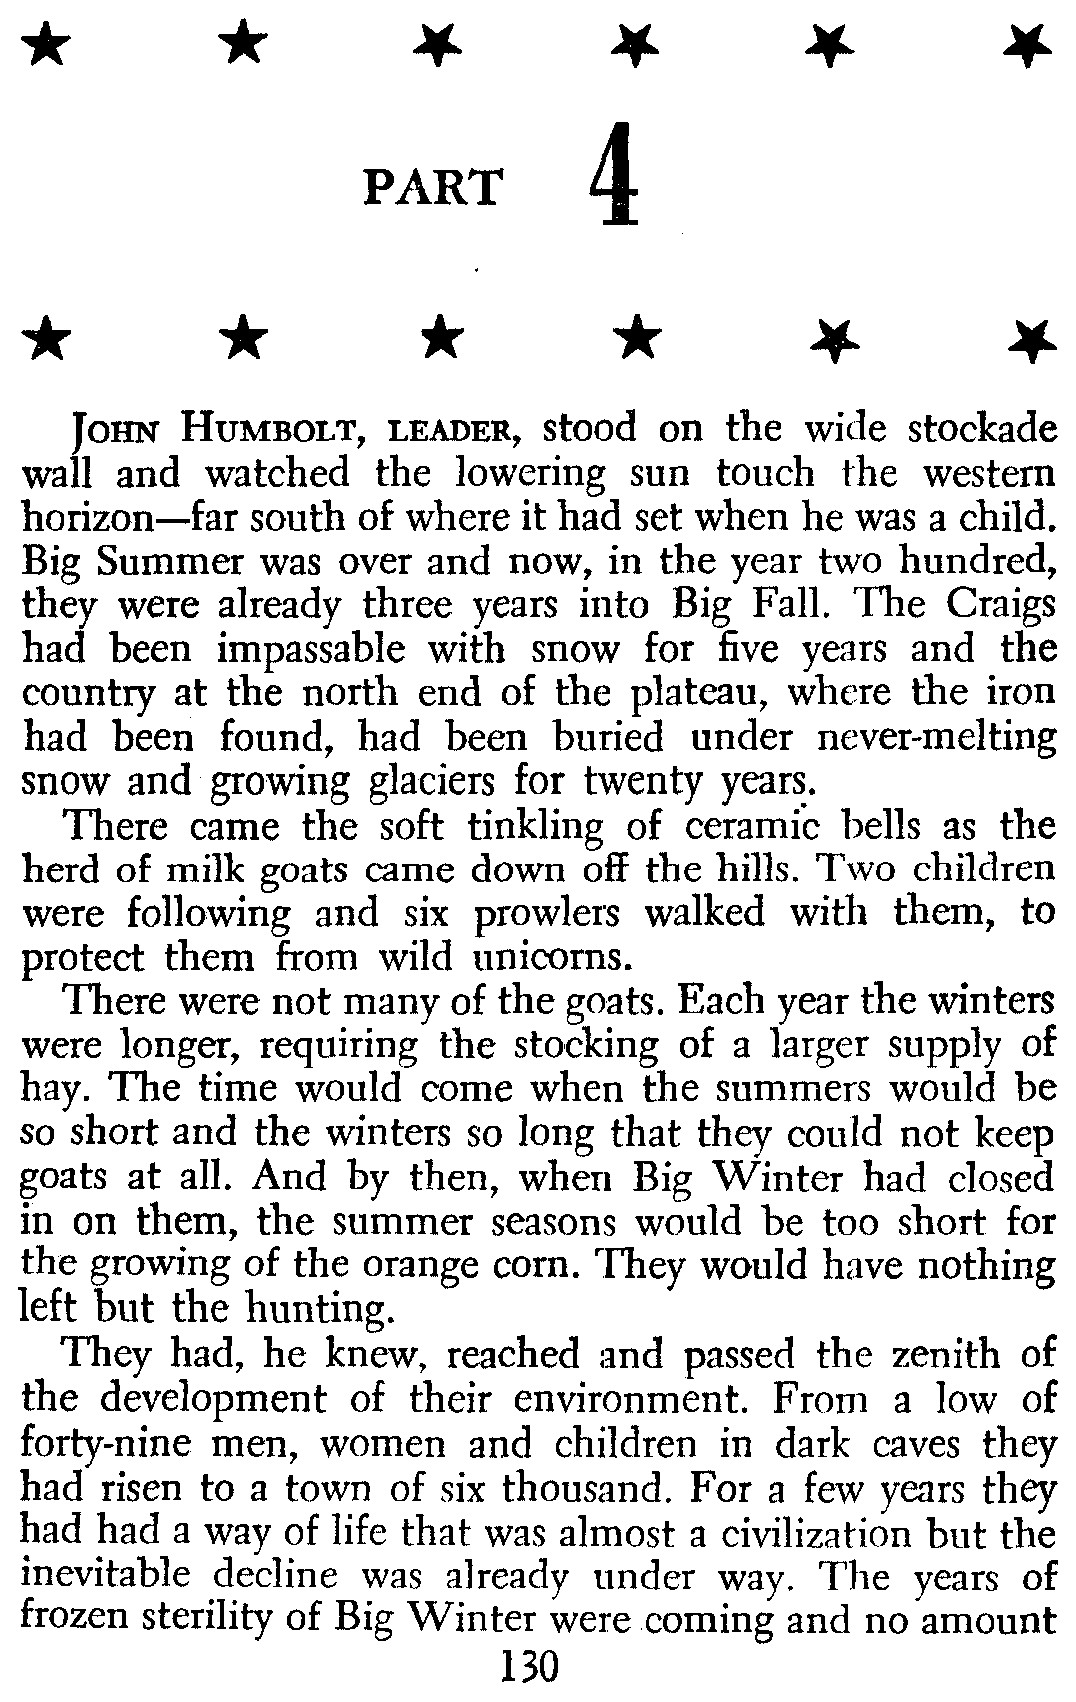 PART 4
JOHN HUMBOLT, LEADER, stood on the wide stockade
wall and watched the lowering sun touch the western
horizon—far south of where it had set when he was a child.
Big Summer was over and now, in the year two hundred,
they were already three years into Big Fall. The Craigs
had been impassable with snow for five years and the
country at the north end of the plateau, where the iron
had been found, had been buried under never-melting
snow and growing glaciers for twenty years.
There came the soft tinkling of ceramic bells as the
herd of milk goats came down off the hills. Two children
were following and six prowlers walked with them, to
protect them from wild unicorns.
There were not many of the goats. Each year the winters
were longer, requiring the stocking of a larger supply of
hay. The time would come when the summers would be
so short and the winters so long that they could not keep
goats at all. And by then, when Big Winter had closed
in on them, the summer seasons would be too short for
the growing of the orange corn. They would have nothing
left but the hunting.
They had, he knew, reached and passed the zenith of
the development of their environment. From a low of
forty-nine men, women and children in dark caves they
had risen to a town of six thousand. For a few years they
had had a way of life that was almost a civilization but the
inevitable decline was already under way. The years of
frozen sterility of Big Winter were coming and no amount
130